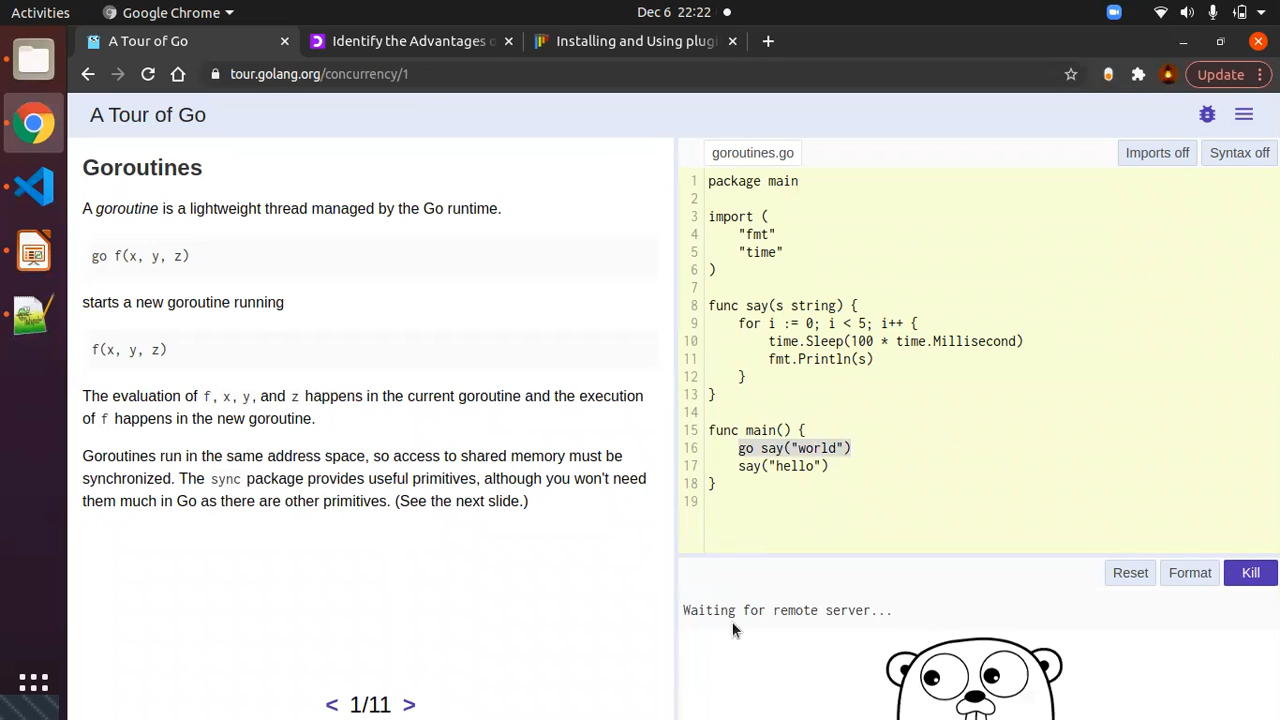 Activities
Google Chrome
Dec 6 22:22
A Tour of Go
Identify the Advantages o
Installing and Using plugi
tour.golang.org/concurrency/1
Update
A Tour of Go
Goroutines
A goroutine is a lightweight thread managed by the Go runtime.
go f(x, y, z)
starts a new goroutine running
f(x, y, z)
The evaluation of f, x, y, and z happens in the current goroutine and the execution
of f happens in the new goroutine.
Goroutines run in the same address space, so access to shared memory must be
synchronized. The sync package provides useful primitives, although you won't need
them much in Go as there are other primitives. (See the next slide.)
< 1/11 >
goroutines.go
Imports off
Syntax off
1 package main
2
3 import (
4 "fmt"
5 "time"
6 )
7
8 func say(s string) {
9 for i := 0; i < 5; i++ {
10 time.Sleep(100 * time.Millisecond)
11 fmt.Println(s)
12 }
13 }
14
15 func main() {
16 go say("world")
17 say("hello")
18 }
19
Reset
Format
Kill
Waiting for remote server...